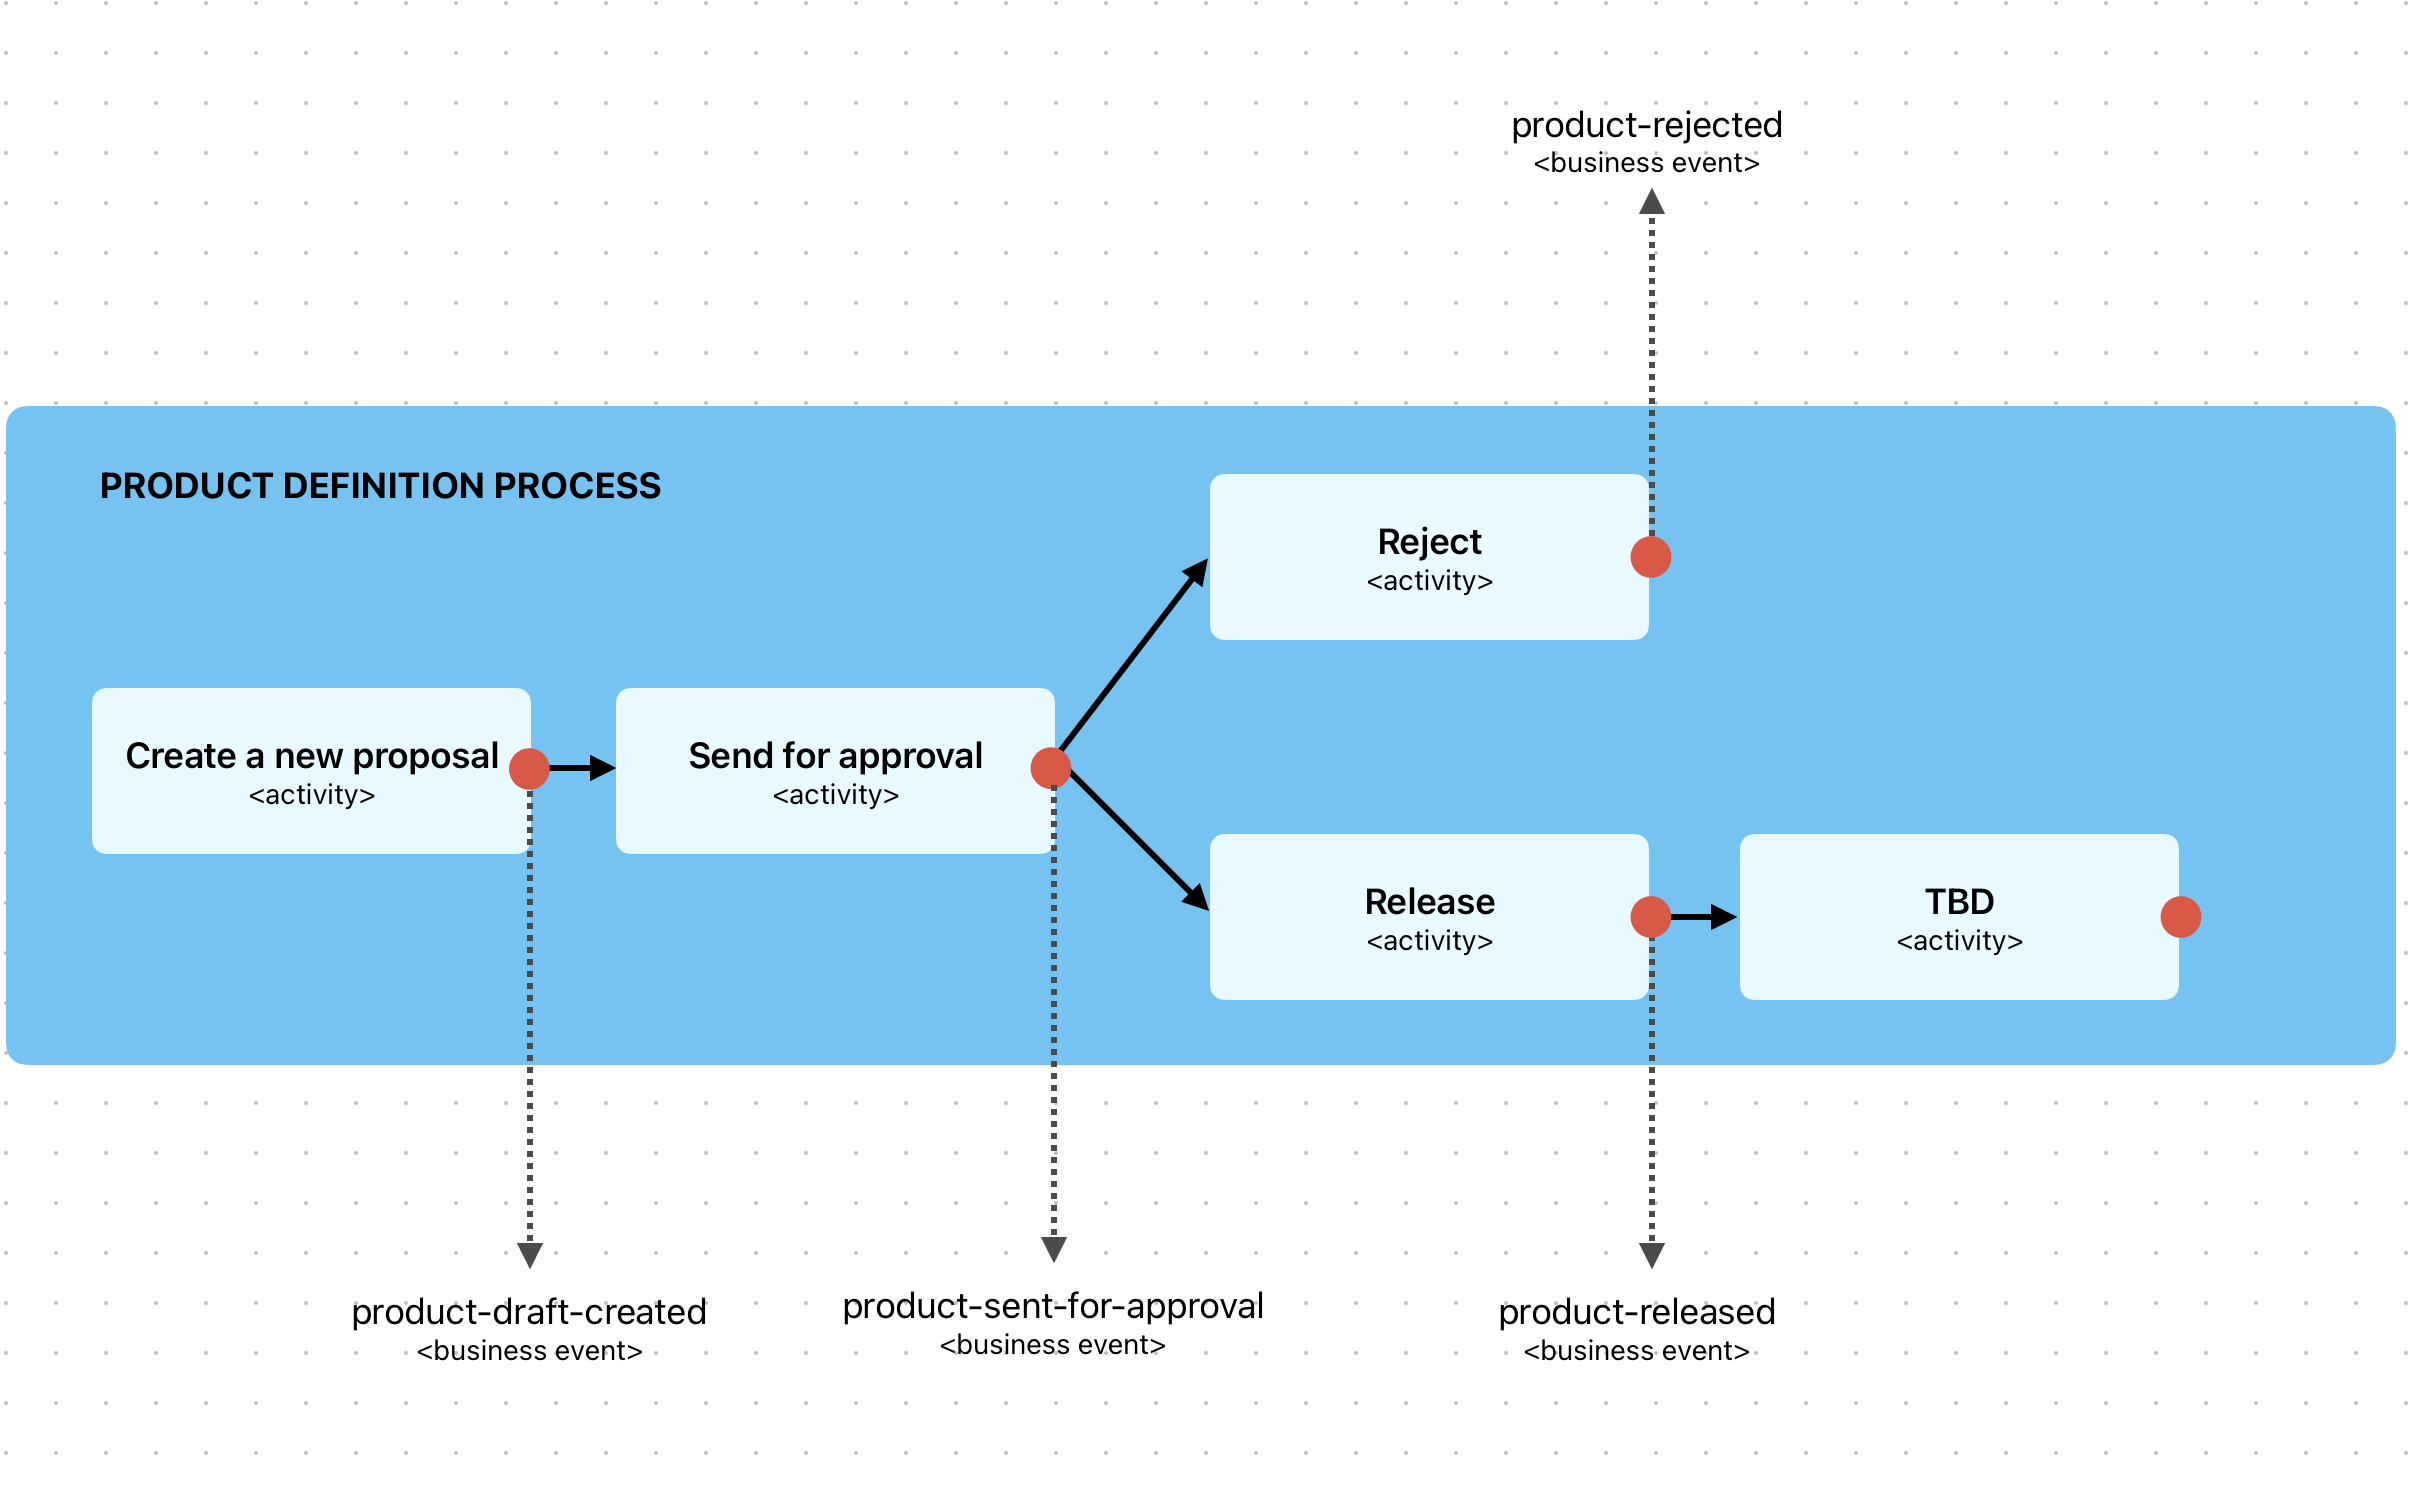 product-rejected
<business event>
PRODUCT DEFINITION PROCESS
Reject
<activity>
Create a new proposal
<activity>
Send for approval
<activity>
Release
<activity>
TBD
<activity>
product-draft-created
<business event>
product-sent-for-approval
<business event>
product-released
<business event>